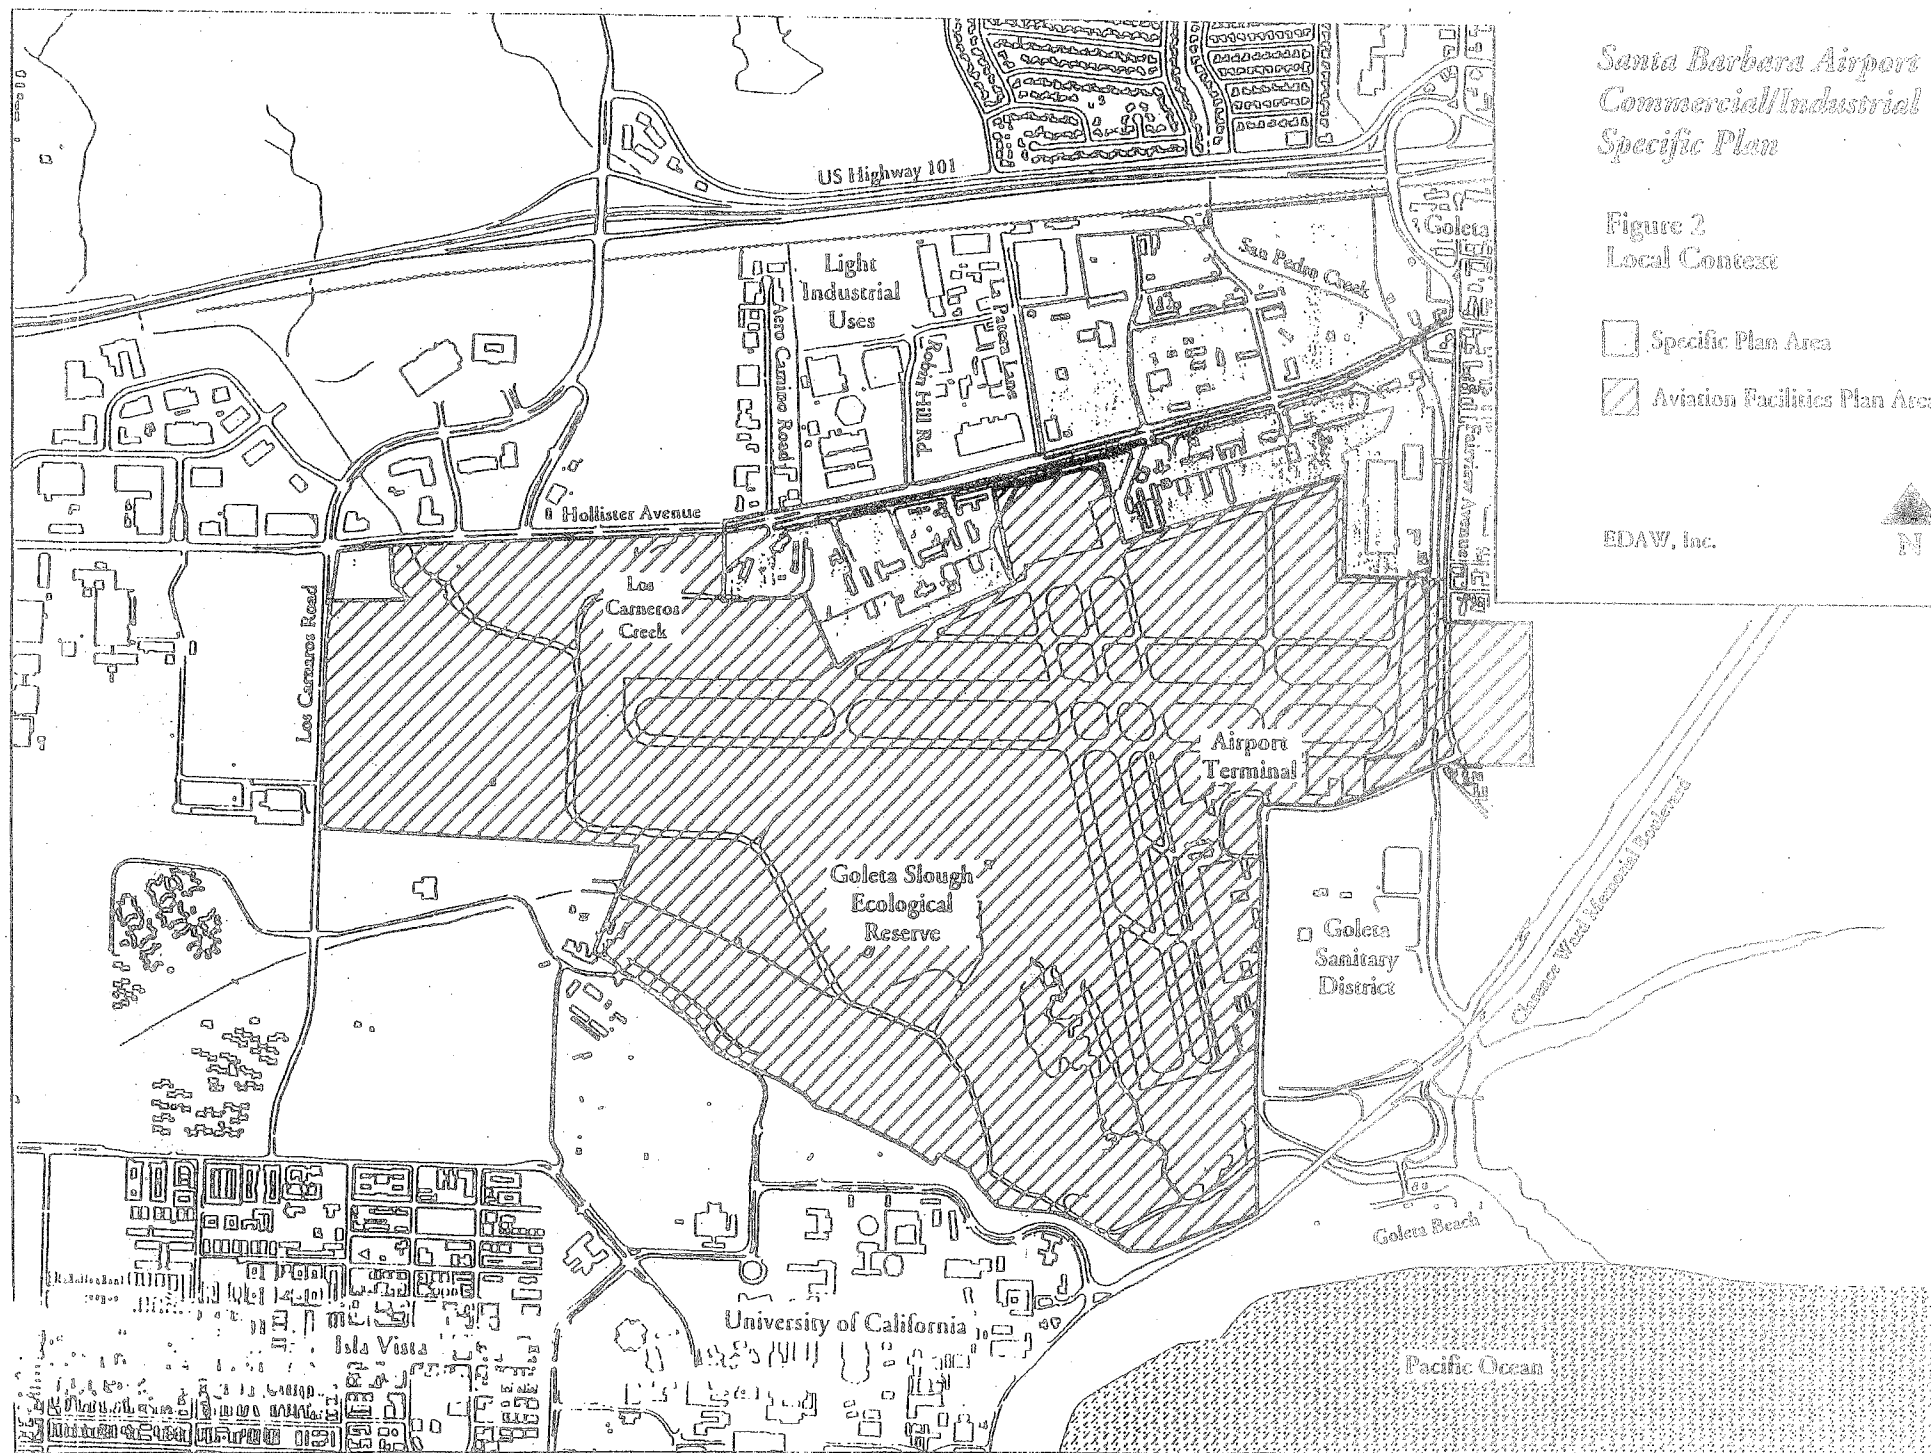 Santa Barbara Airport
Commercial/Industrial
Specific Plan
Figure 2
Local Context
Specific Plan Area
Aviation Facilities Plan Area
EDAW, Inc.
N
US Highway 101
Goleta
San Pedro Creek
Light
Industrial
Uses
Aero Camino Road
Robin Hill Rd
La Patera Lane
Fairview Avenue
Hollister Avenue
Los Carneros Road
Los
Carneros
Creek
Airport
Terminal
Goleta Slough
Ecological
Reserve
Goleta
Sanitary
District
Clarence Ward Memorial Boulevard
Goleta Beach
University of California
Isla Vista
Pacific Ocean